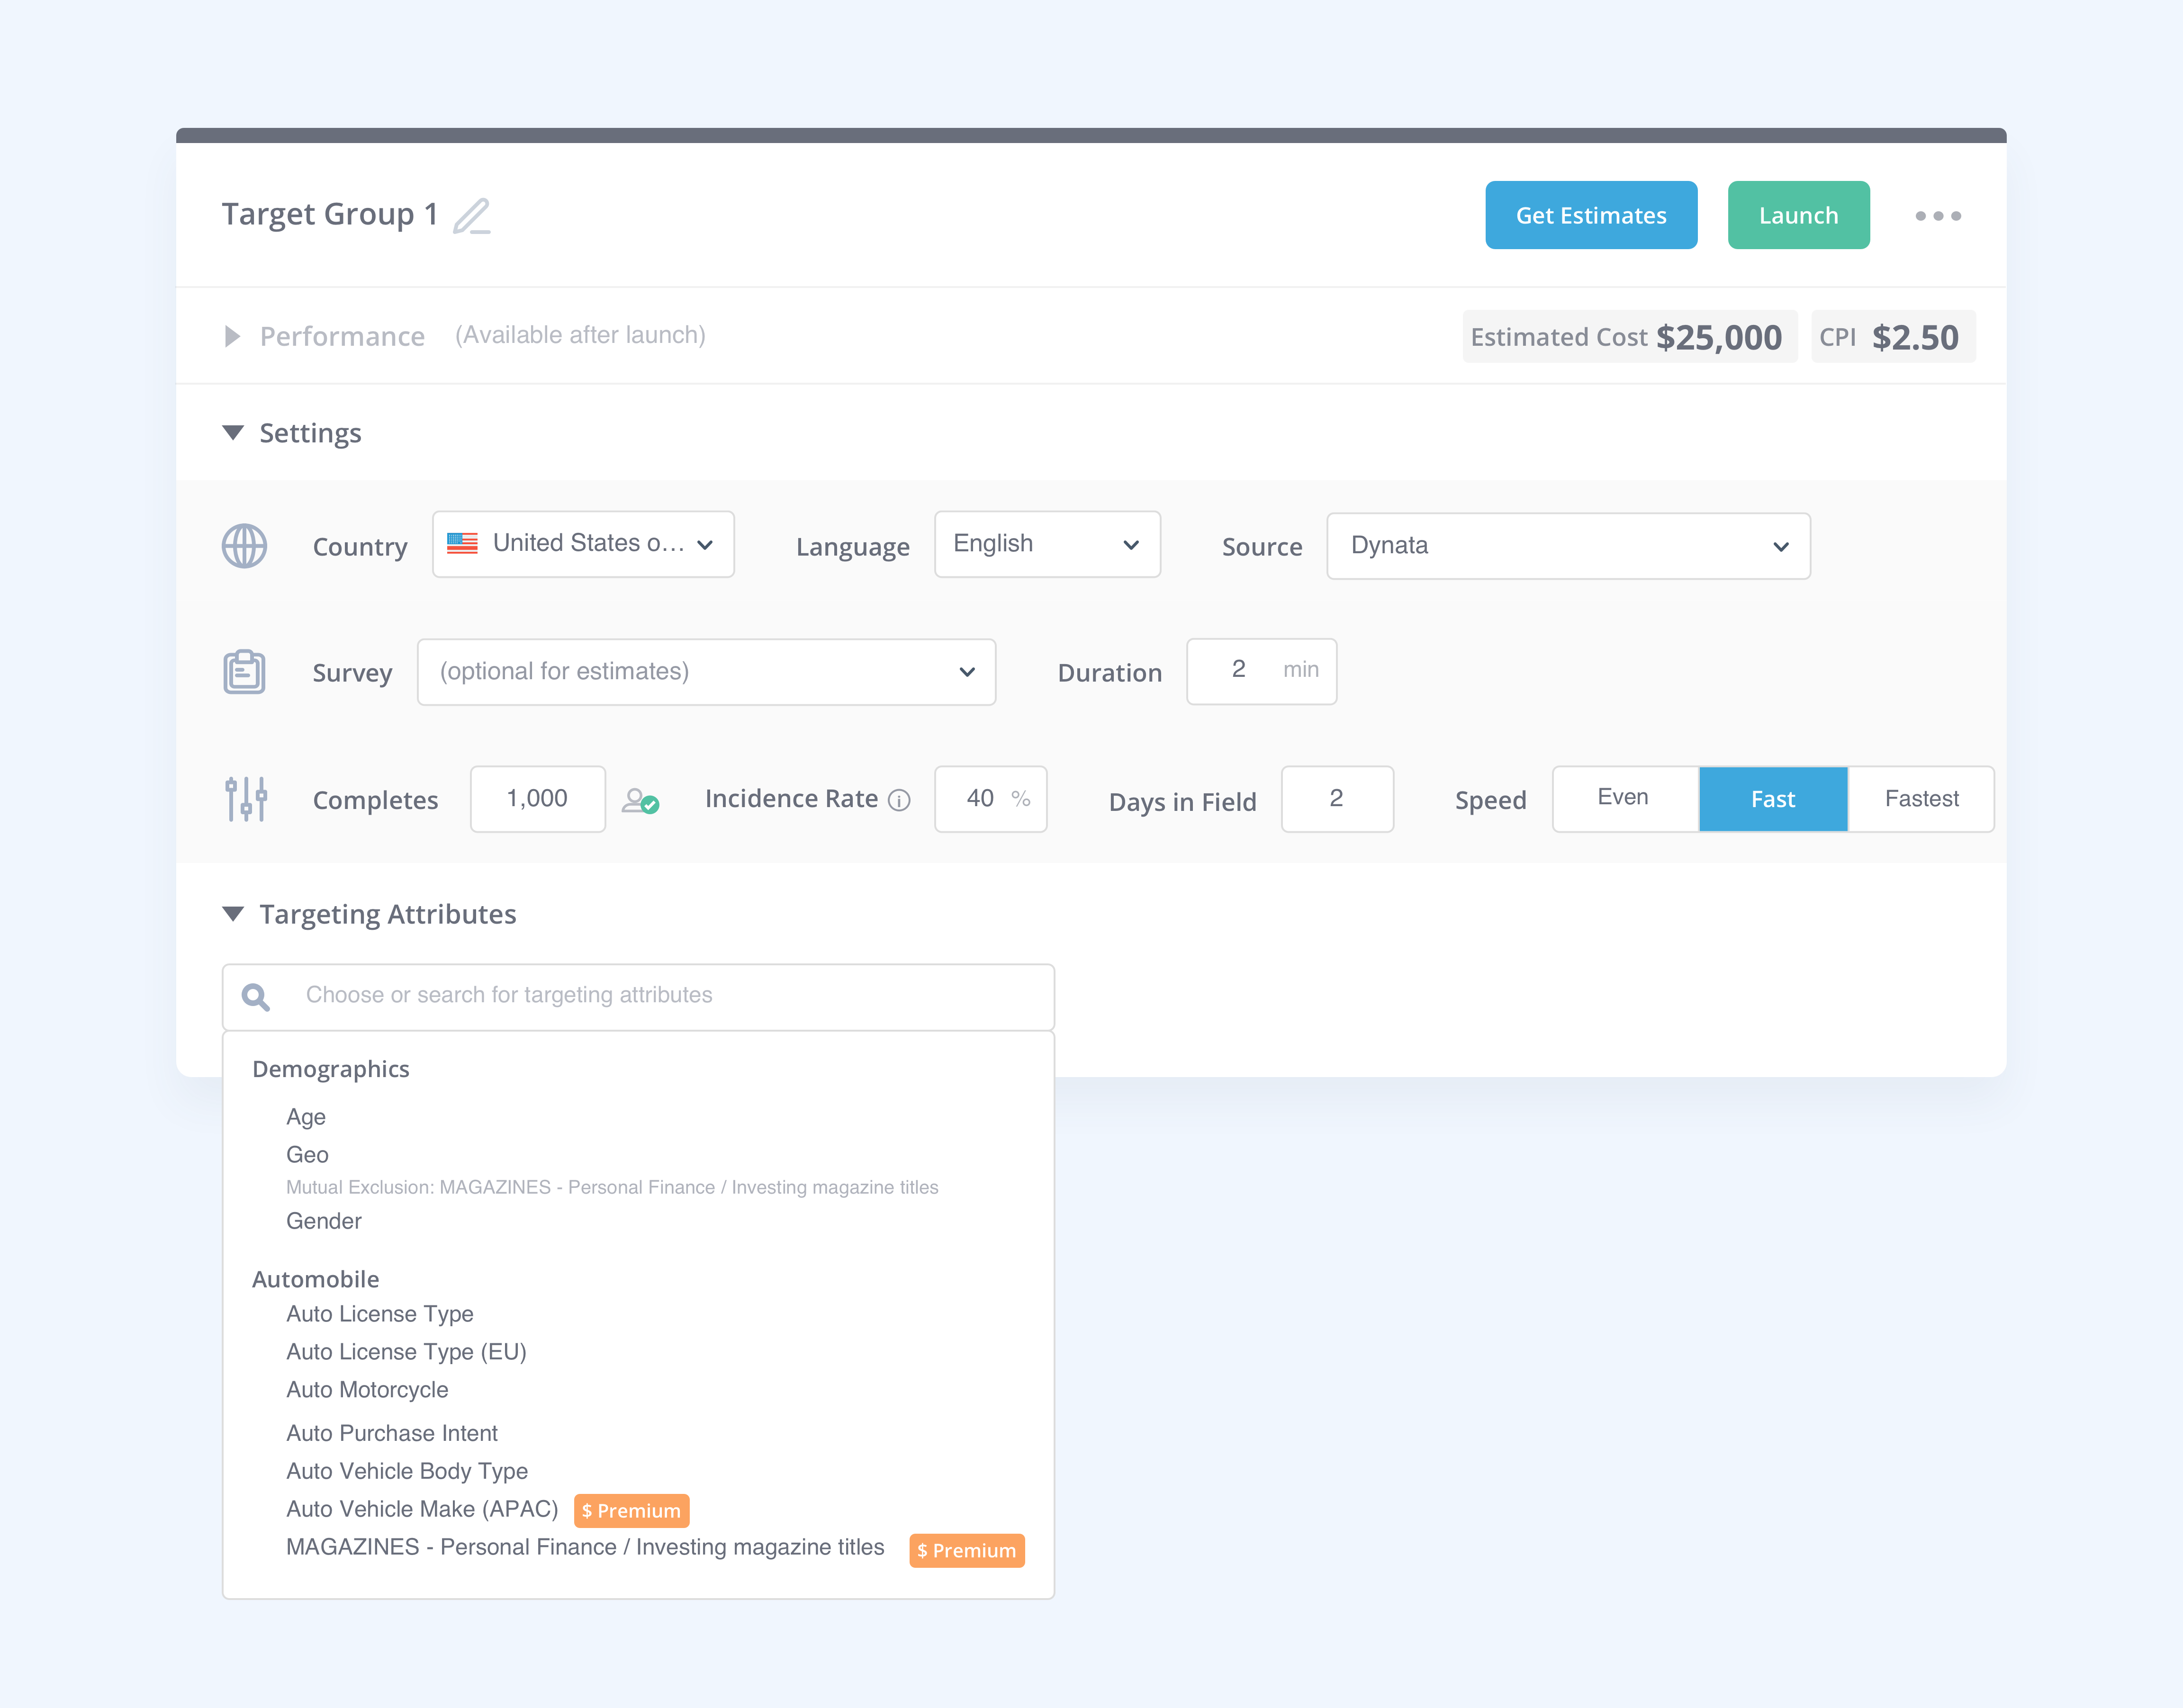 Target Group 1
Get Estimates
Launch
Performance (Available after launch)
Estimated Cost $25,000
CPI $2.50
Settings
Country United States o...
Language English
Source Dynata
Survey (optional for estimates)
Duration 2 min
Completes 1,000
Incidence Rate i 40 %
Days in Field 2
Speed Even Fast Fastest
Targeting Attributes
Choose or search for targeting attributes
Demographics
Age
Geo
Mutual Exclusion: MAGAZINES - Personal Finance / Investing magazine titles
Gender
Automobile
Auto License Type
Auto License Type (EU)
Auto Motorcycle
Auto Purchase Intent
Auto Vehicle Body Type
Auto Vehicle Make (APAC) $ Premium
MAGAZINES - Personal Finance / Investing magazine titles $ Premium